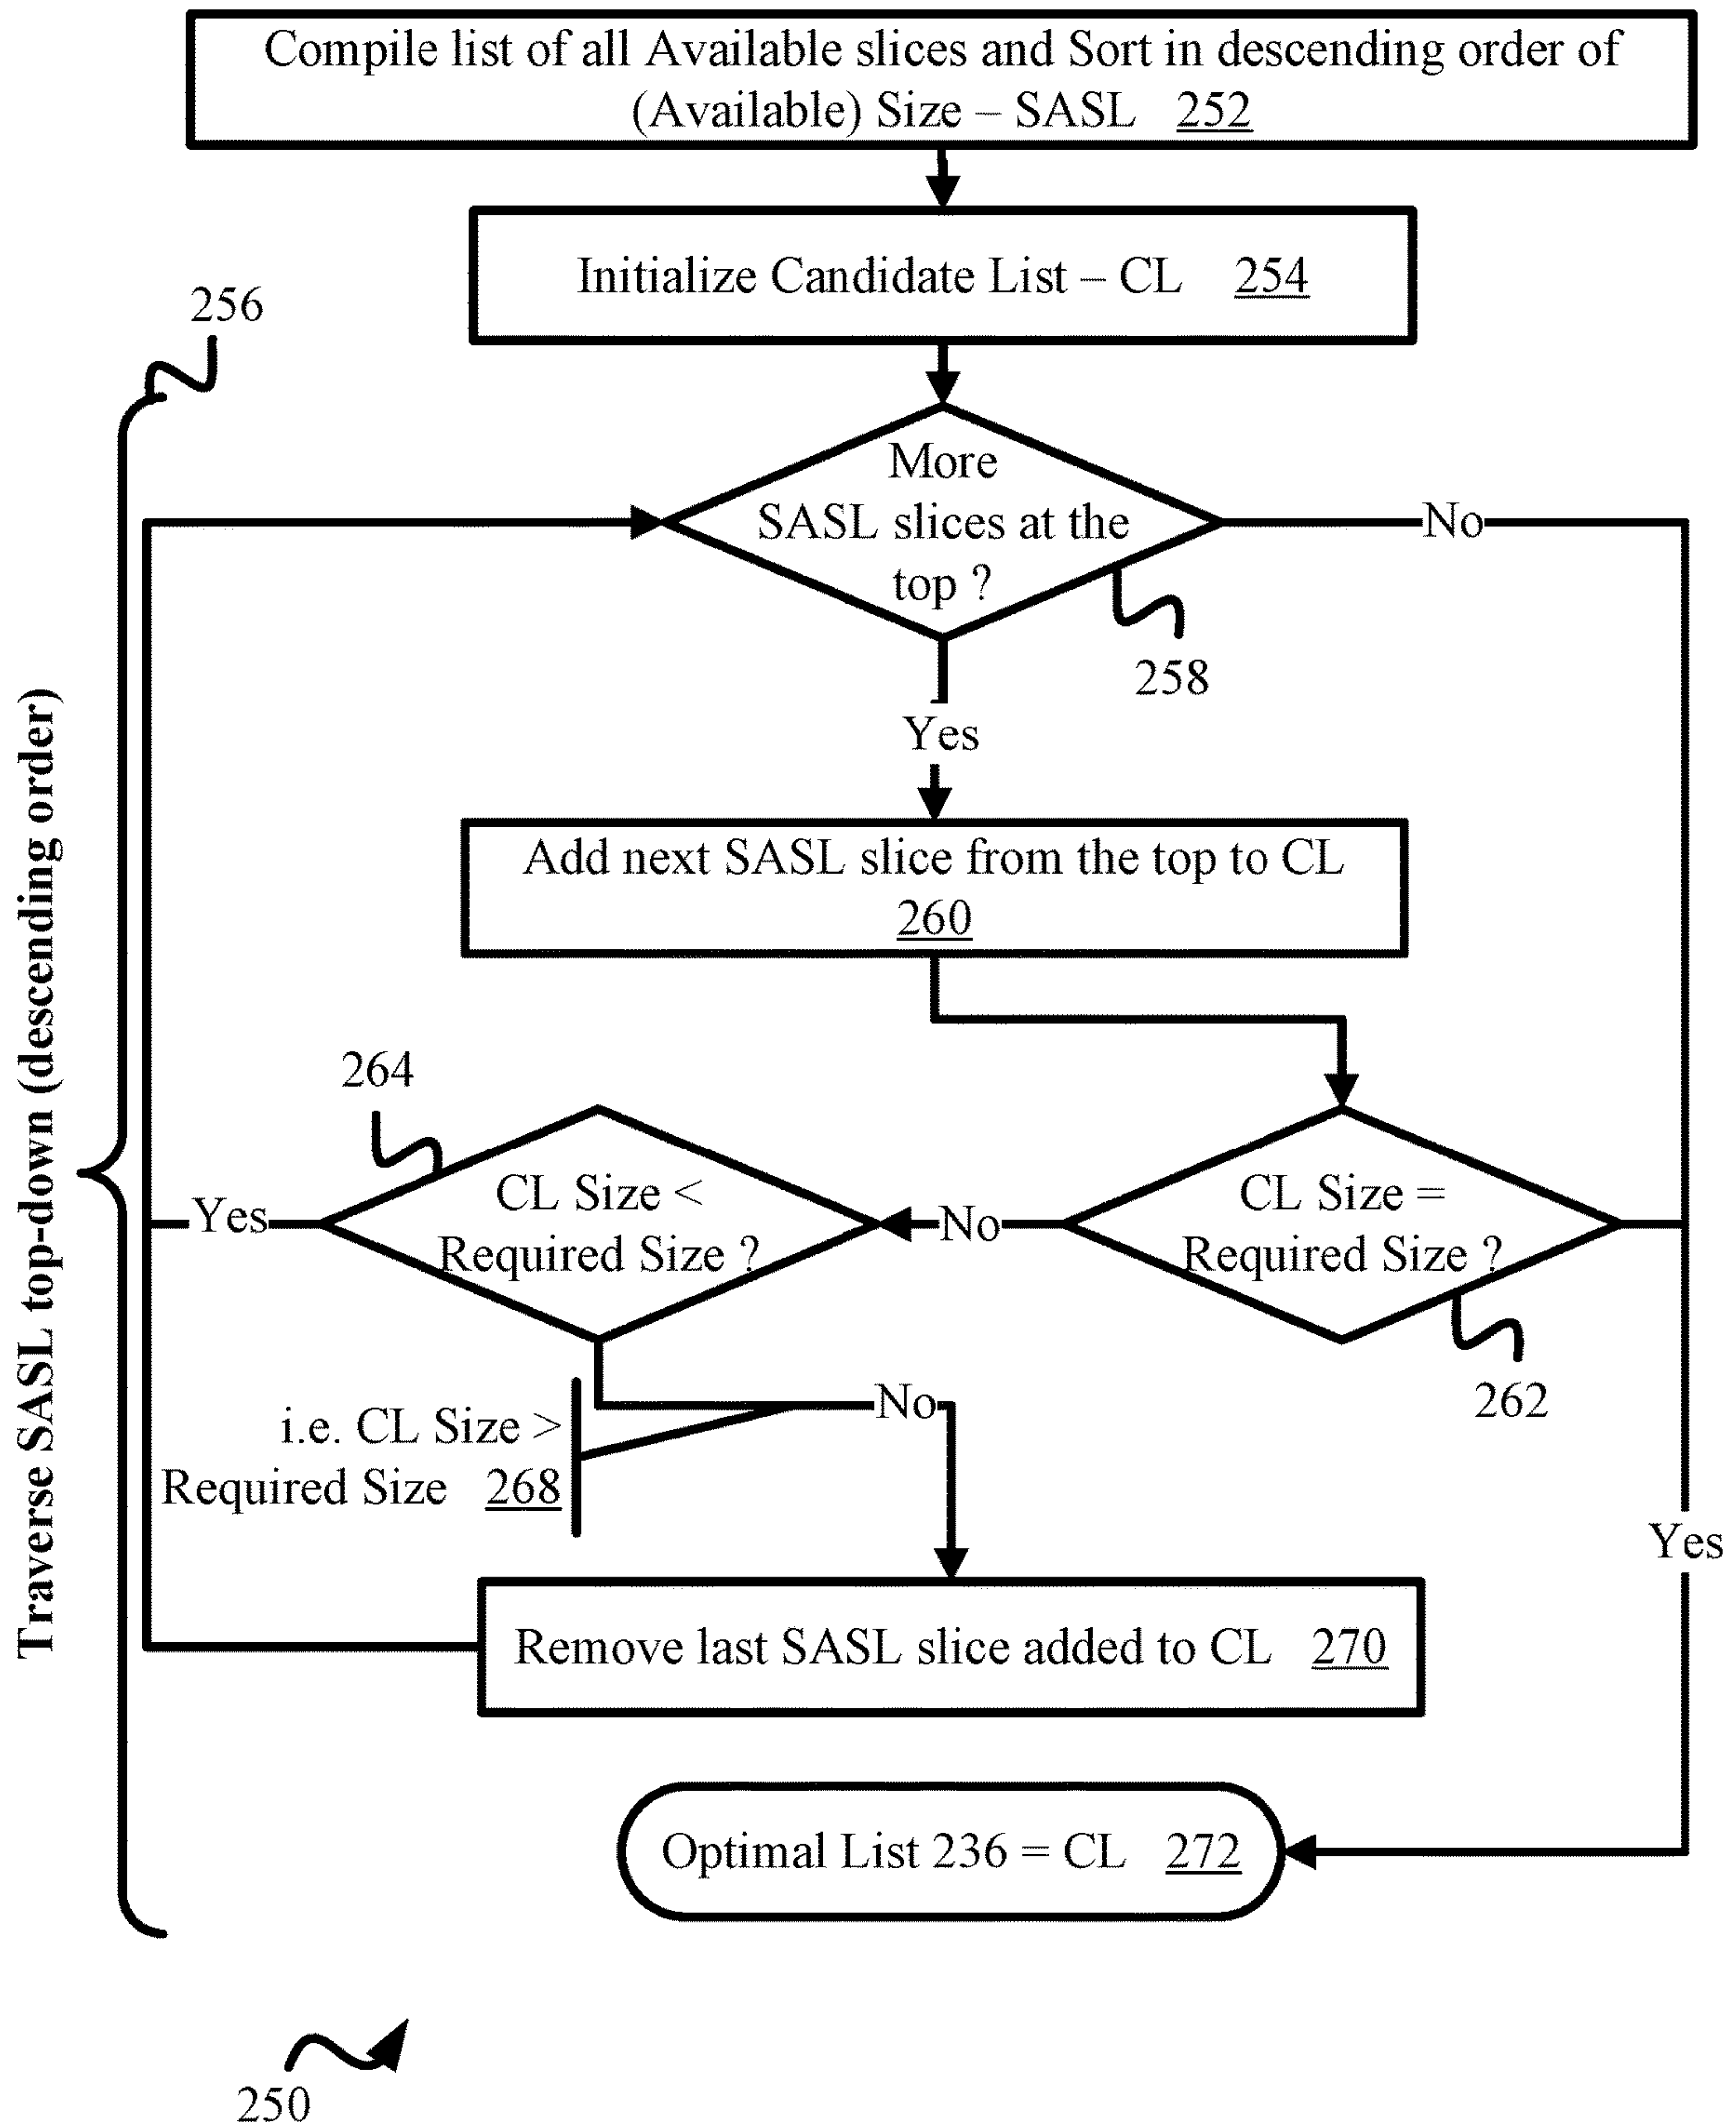 Compile list of all Available slices and Sort in descending order of
(Available) Size – SASL 252
Initialize Candidate List – CL 254
256
More
SASL slices at the
top ?
No
258
Yes
Add next SASL slice from the top to CL
260
264
CL Size <
Required Size ?
Yes
No
CL Size =
Required Size ?
262
No
i.e. CL Size >
Required Size 268
Yes
Remove last SASL slice added to CL 270
Optimal List 236 = CL 272
Traverse SASL top-down (descending order)
250